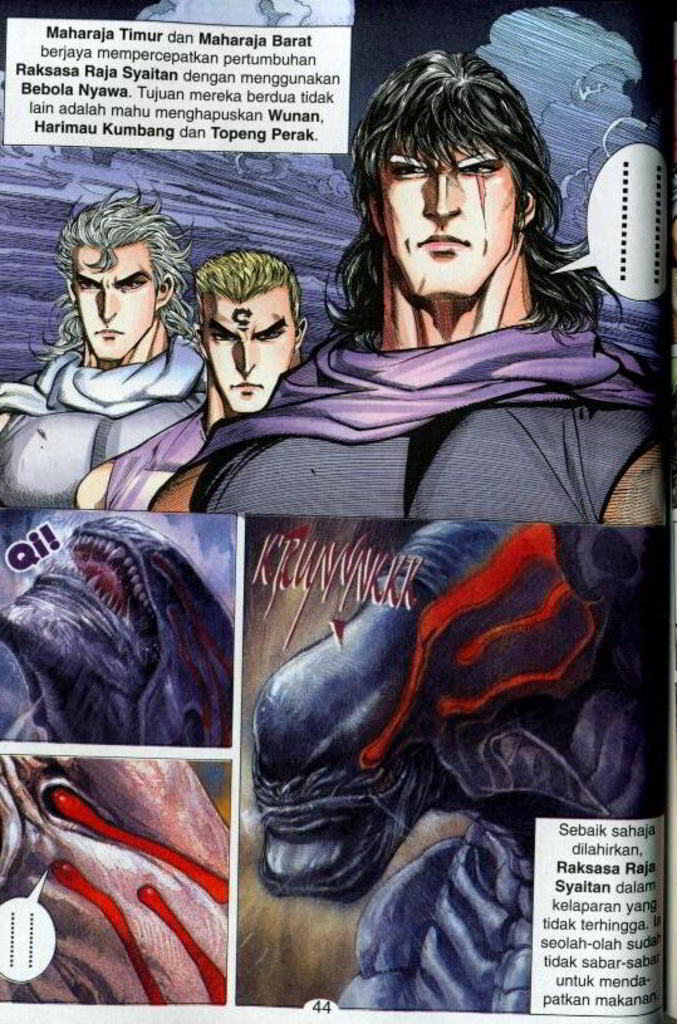 Maharaja Timur dan Maharaja Barat
berjaya mempercepatkan pertumbuhan
Raksasa Raja Syaitan dengan menggunakan
Bebola Nyawa. Tujuan mereka berdua tidak
lain adalah mahu menghapuskan Wunan,
Harimau Kumbang dan Topeng Perak.
Qi!
Sebaik sahaja
dilahirkan,
Raksasa Raja
Syaitan dalam
kelaparan yang
tidak terhingga. Ia
seolah-olah sudah
tidak sabar-sabar
untuk menda-
patkan makanan.
44